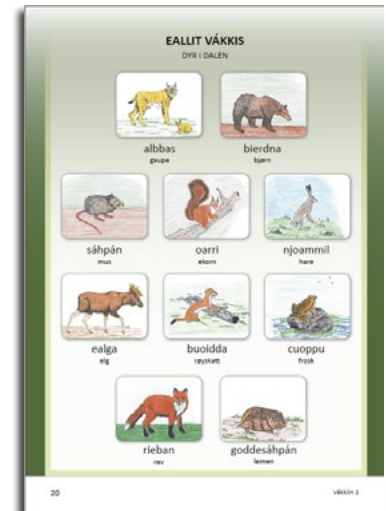 EALLIT VÁKKIS
DYR I DALEN
albbas bierdna
gaupe bjørn
sáhpán oarri njoammil
mus ekorn hare
ealga buoidda cuoppu
elg røyskatt frosk
rieban goddesáhpán
rev lemen
20 VÁKKIN 2